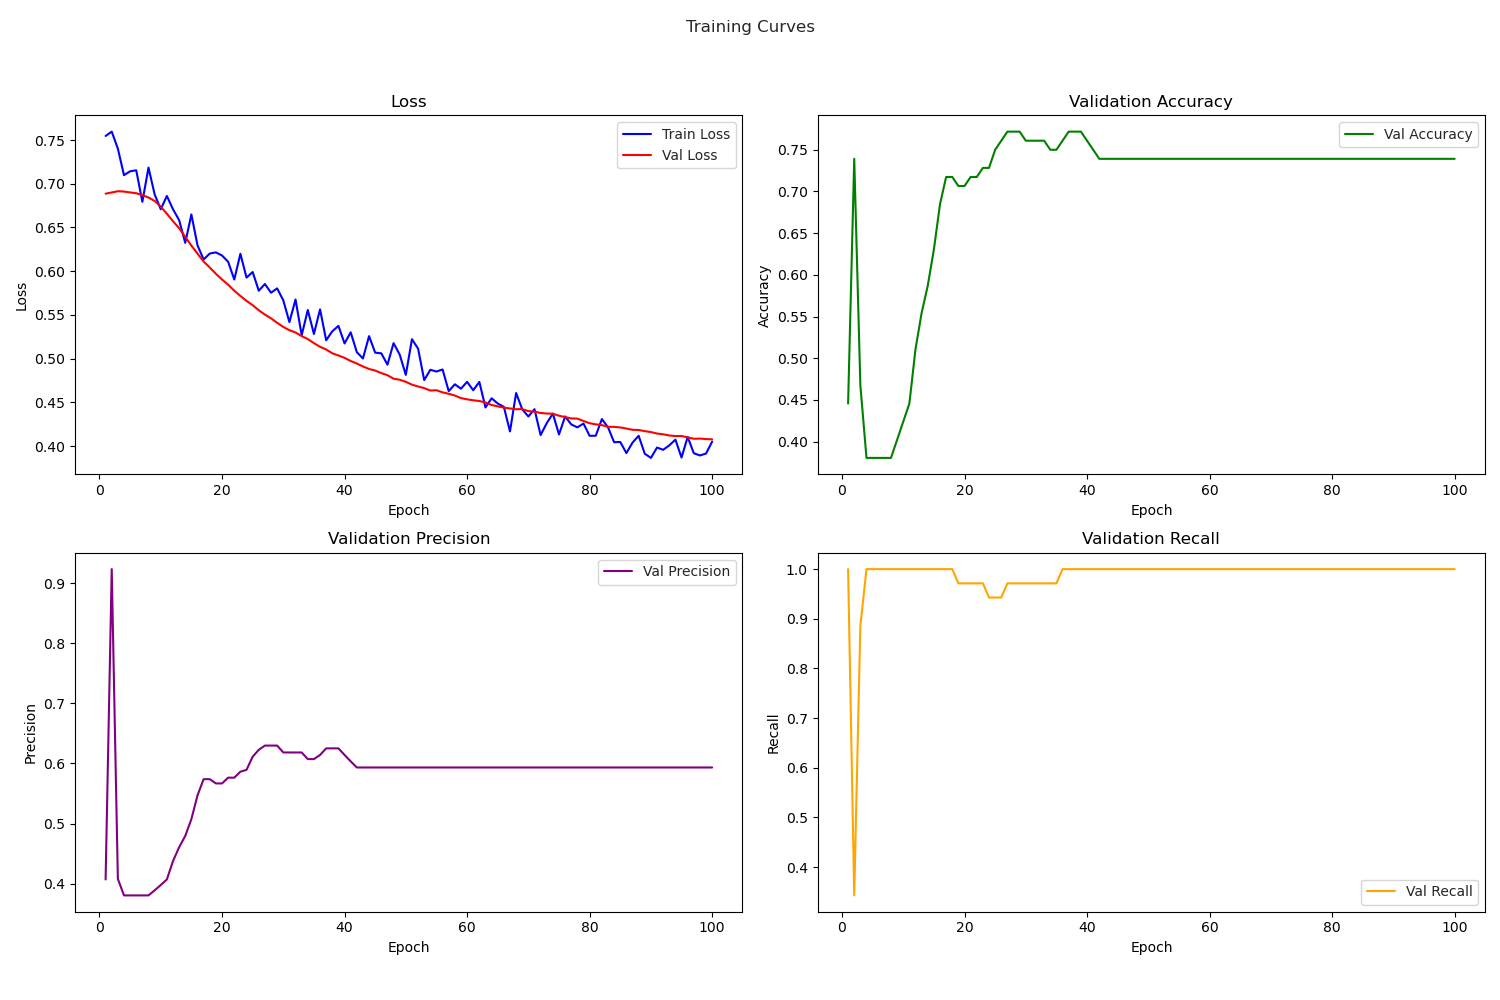 Training Curves
Loss
0.75
0.70
0.65
0.60
0.55
0.50
0.45
0.40
Loss
Train Loss
Val Loss
0 20 40 60 80 100
Epoch
Validation Accuracy
0.75
0.70
0.65
0.60
0.55
0.50
0.45
0.40
Accuracy
Val Accuracy
0 20 40 60 80 100
Epoch
Validation Precision
0.9
0.8
0.7
0.6
0.5
0.4
Precision
Val Precision
0 20 40 60 80 100
Epoch
Validation Recall
1.0
0.9
0.8
0.7
0.6
0.5
0.4
Recall
Val Recall
0 20 40 60 80 100
Epoch